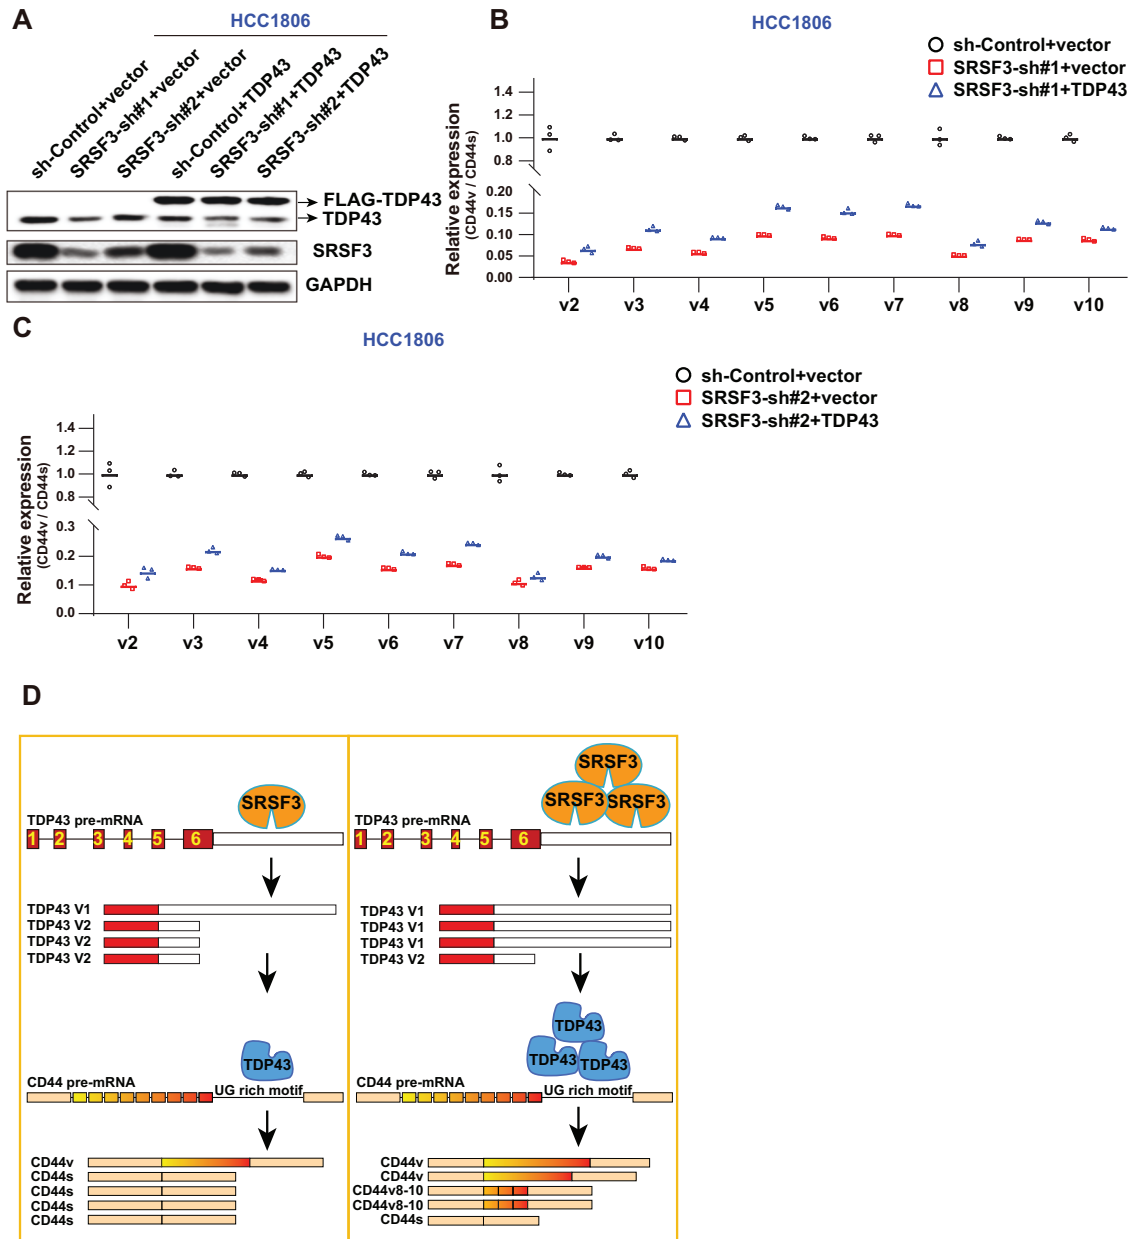 A
HCC1806
sh-Control+vector
SRSF3-sh#1+vector
SRSF3-sh#2+vector
sh-Control+TDP43
SRSF3-sh#1+TDP43
SRSF3-sh#2+TDP43
FLAG-TDP43
TDP43
SRSF3
GAPDH
B
HCC1806
sh-Control+vector
SRSF3-sh#1+vector
SRSF3-sh#1+TDP43
Relative expression
(CD44v / CD44s)
1.4
1.2
1.0
0.8
0.20
0.15
0.10
0.05
0.00
v2 v3 v4 v5 v6 v7 v8 v9 v10
C
HCC1806
sh-Control+vector
SRSF3-sh#2+vector
SRSF3-sh#2+TDP43
Relative expression
(CD44v / CD44s)
1.4
1.2
1.0
0.8
0.3
0.2
0.1
0.0
v2 v3 v4 v5 v6 v7 v8 v9 v10
D
SRSF3
TDP43 pre-mRNA
1 2 3 4 5 6
TDP43 V1
TDP43 V2
TDP43 V2
TDP43 V2
TDP43
CD44 pre-mRNA
UG rich motif
CD44v
CD44s
CD44s
CD44s
CD44s
SRSF3
SRSF3 SRSF3
TDP43 pre-mRNA
1 2 3 4 5 6
TDP43 V1
TDP43 V1
TDP43 V1
TDP43 V2
TDP43
TDP43 TDP43
CD44 pre-mRNA
UG rich motif
CD44v
CD44v
CD44v8-10
CD44v8-10
CD44s